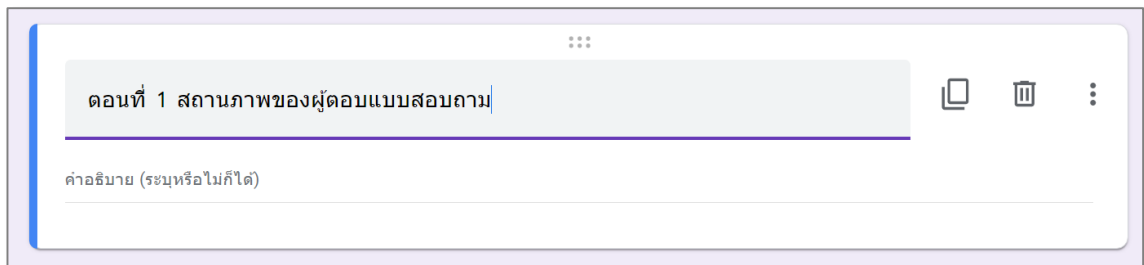 ตอนที่ 1 สถานภาพของผู้ตอบแบบสอบถาม
คำอธิบาย (ระบุหรือไม่ก็ได้)